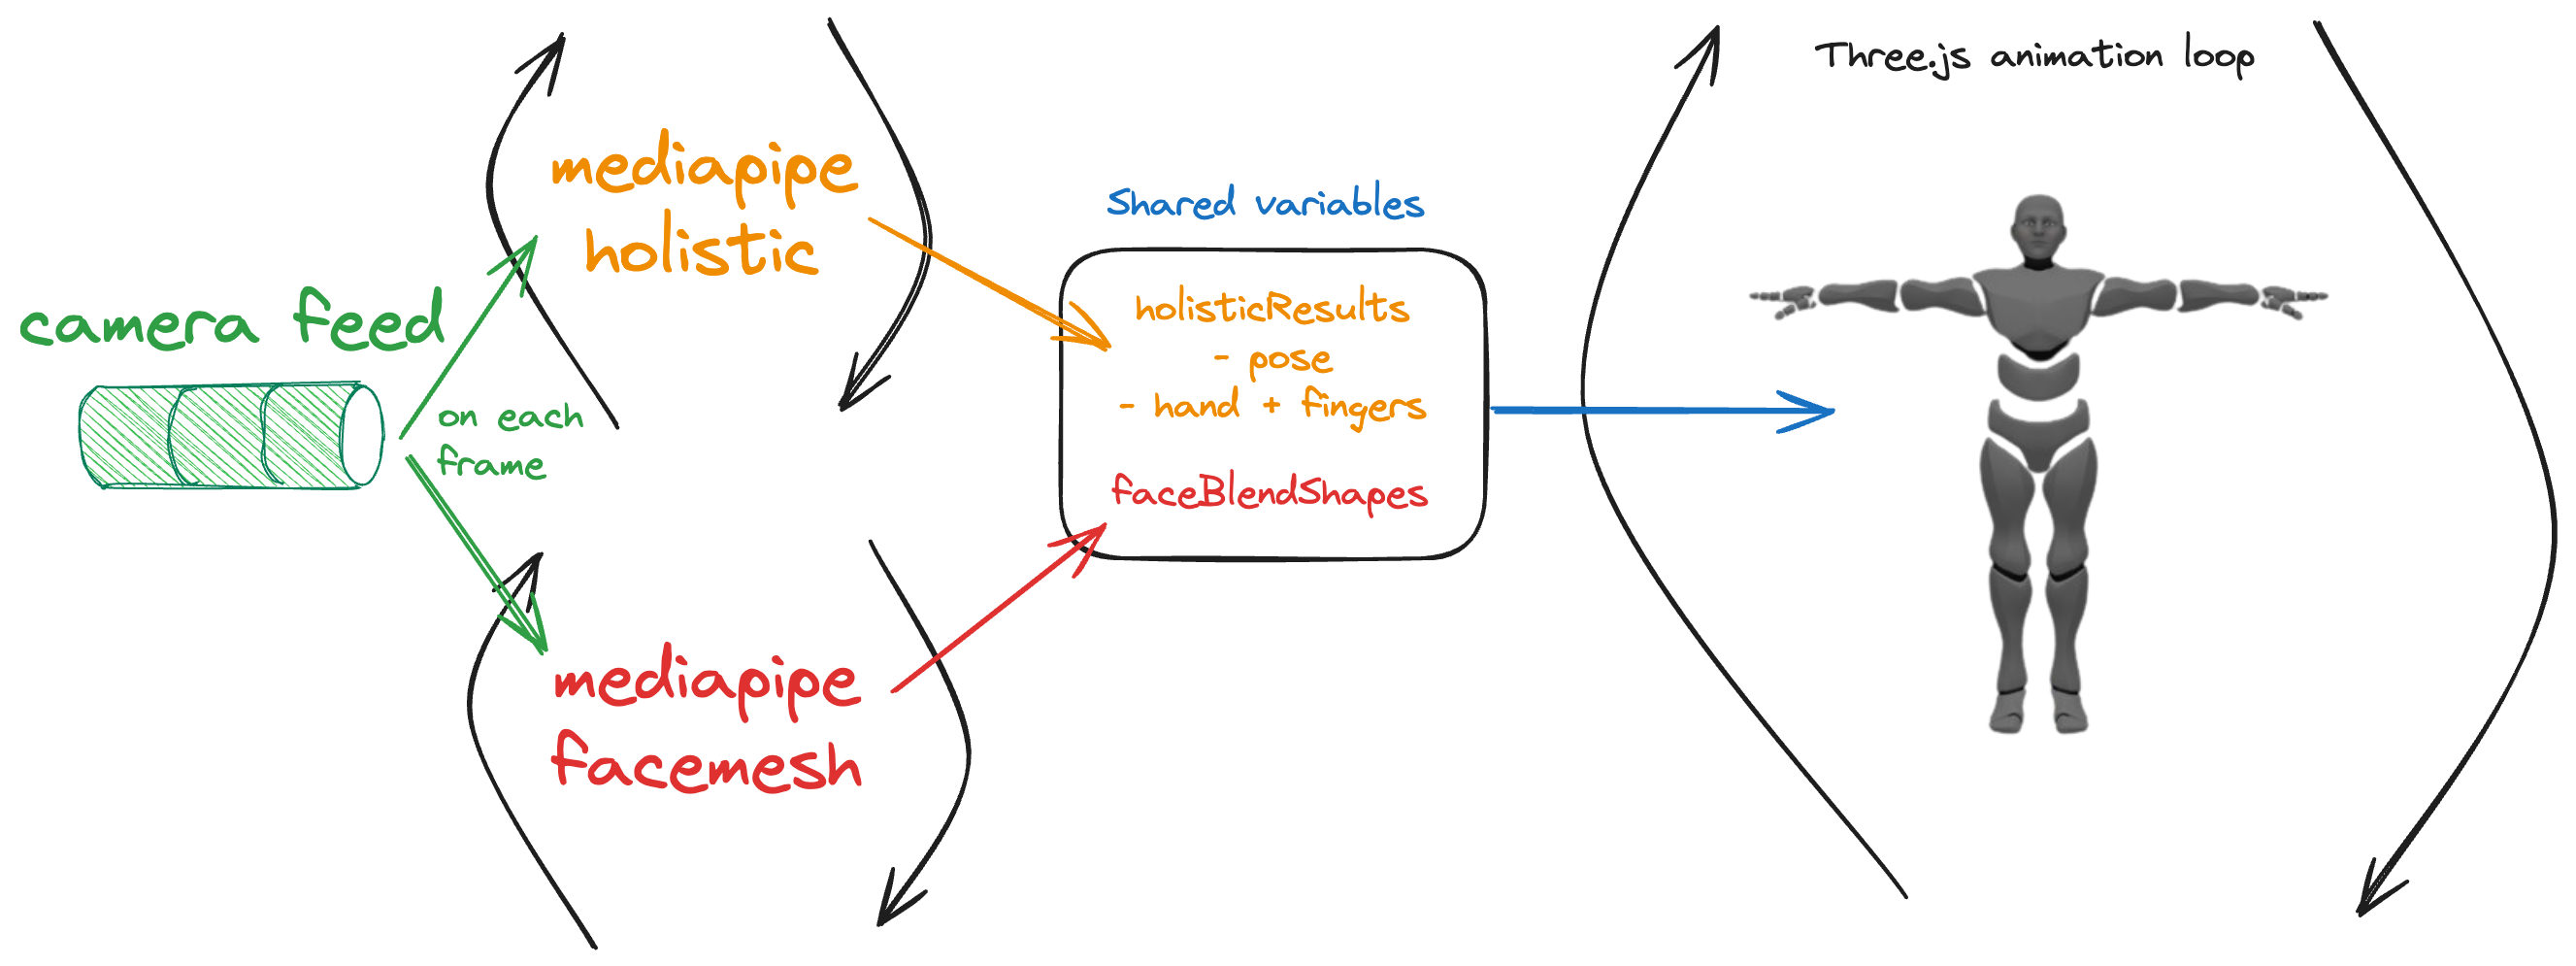 camera feed
on each
frame
mediapipe
holistic
mediapipe
facemesh
Shared variables
holisticResults
- pose
- hand + fingers
faceBlendShapes
Three.js animation loop